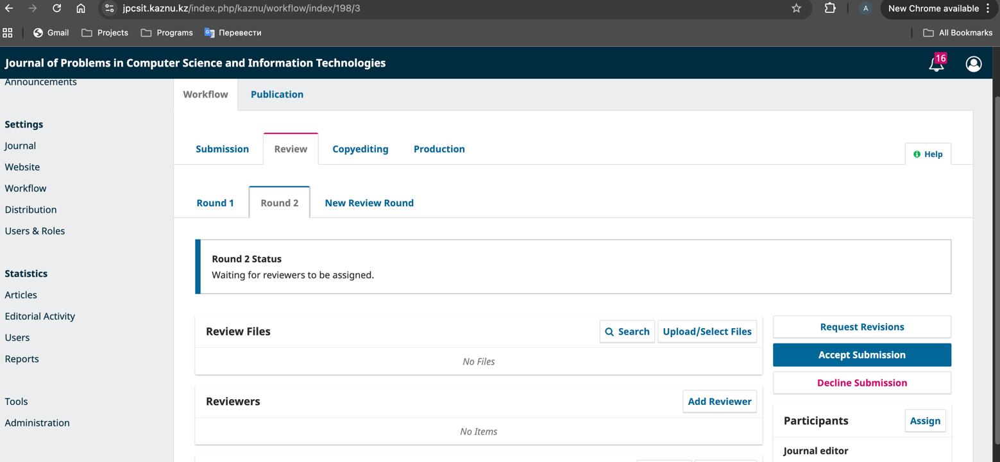 jpcsit.kaznu.kz/index.php/kaznu/workflow/index/198/3
A
New Chrome available
Gmail
Projects
Programs
Перевести
All Bookmarks
Journal of Problems in Computer Science and Information Technologies
16
Announcements
Settings
Journal
Website
Workflow
Distribution
Users & Roles
Statistics
Articles
Editorial Activity
Users
Reports
Tools
Administration
Workflow
Publication
Submission
Review
Copyediting
Production
Help
Round 1
Round 2
New Review Round
Round 2 Status
Waiting for reviewers to be assigned.
Review Files
Search
Upload/Select Files
No Files
Reviewers
Add Reviewer
No Items
Request Revisions
Accept Submission
Decline Submission
Participants
Assign
Journal editor